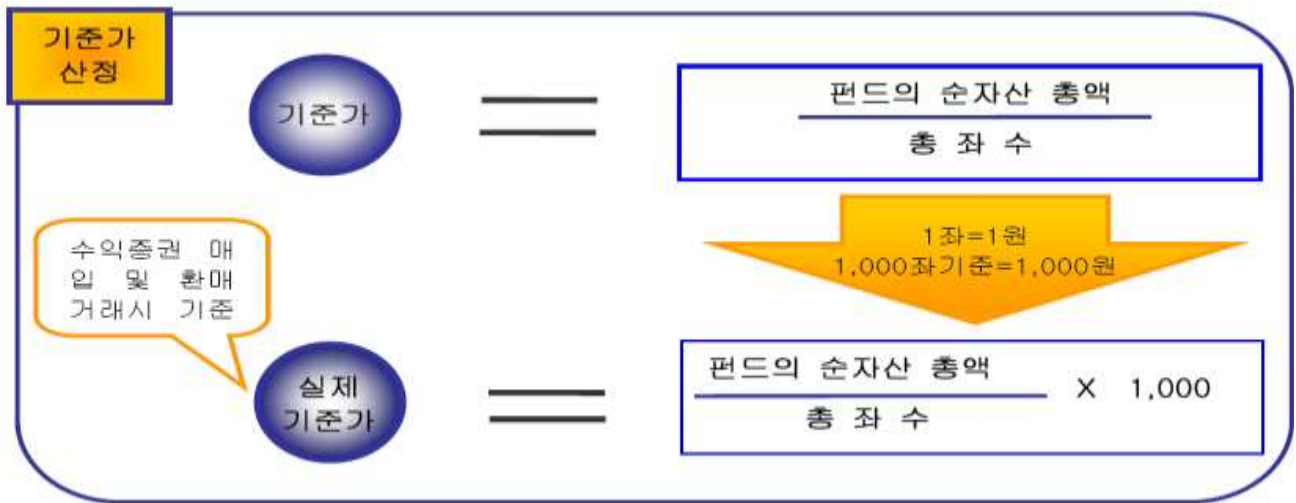 기준가
산정
기준가
펀드의 순자산 총액
총 좌 수
1좌=1원
1,000좌기준=1,000원
수익증권 매
입 및 환매
거래시 기준
실제
기준가
펀드의 순자산 총액
총 좌 수
X 1,000